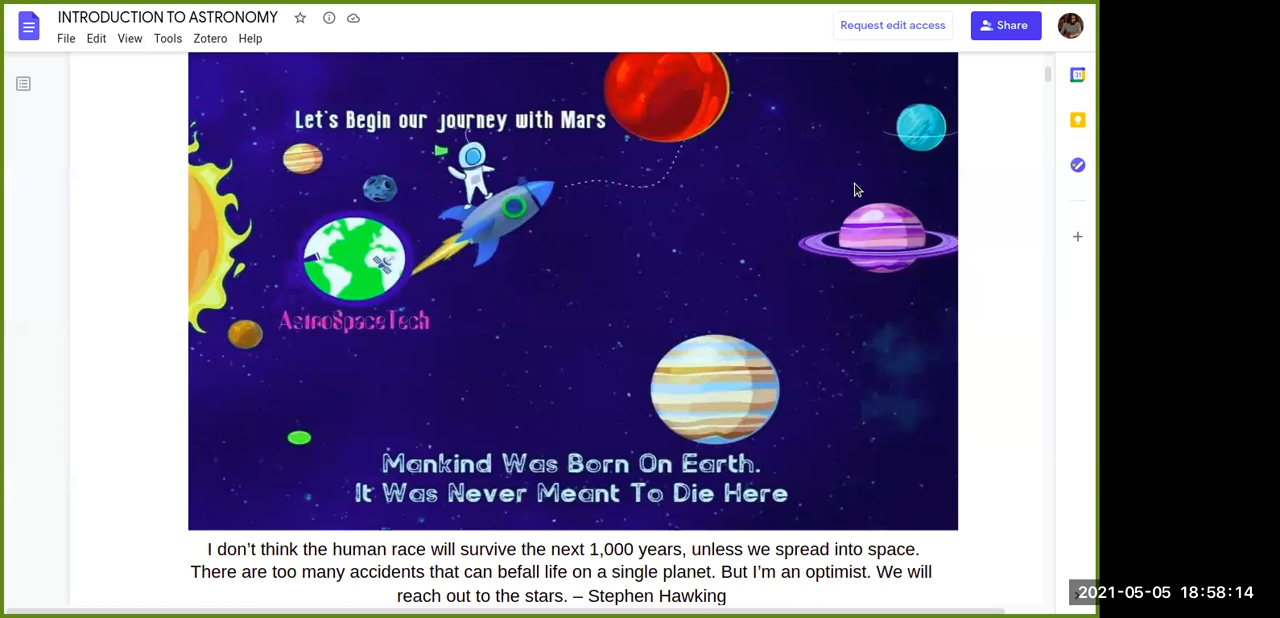 INTRODUCTION TO ASTRONOMY
File Edit View Tools Zotero Help
Request edit access
Share
31
Let's Begin our journey with Mars
AstroSpaceTech
Mankind Was Born On Earth.
It Was Never Meant To Die Here
I don’t think the human race will survive the next 1,000 years, unless we spread into space.
There are too many accidents that can befall life on a single planet. But I’m an optimist. We will
reach out to the stars. – Stephen Hawking
2021-05-05 18:58:14